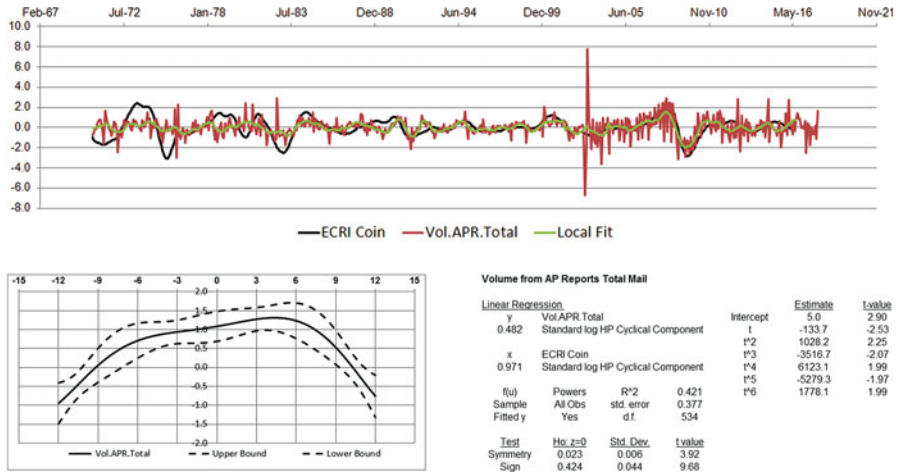 Feb-67 Jul-72 Jan-78 Jul-83 Dec-88 Jun-94 Dec-99 Jun-05 Nov-10 May-16 Nov-21
10.0
8.0
6.0
4.0
2.0
0.0
-2.0
-4.0
-6.0
-8.0
ECRI Coin Vol.APR.Total Local Fit
-15 -12 -9 -6 -3 0 3 6 9 12 15
2.0
1.5
1.0
0.5
0.0
-0.5
-1.0
-1.5
-2.0
Vol.APR.Total Upper Bound Lower Bound
Volume from AP Reports Total Mail
Linear Regression Estimate t-value
y Vol.APR.Total Intercept 5.0 2.90
0.482 Standard log HP Cyclical Component t -133.7 -2.53
t^2 1028.2 2.25
x ECRI Coin t^3 -3516.7 -2.07
0.971 Standard log HP Cyclical Component t^4 6123.1 1.99
t^5 -5279.3 -1.97
f(u) Powers R^2 0.421 t^6 1778.1 1.99
Sample All Obs std. error 0.377
Fitted y Yes d.f. 534
Test Ho: z=0 Std. Dev. t value
Symmetry 0.023 0.006 3.92
Sign 0.424 0.044 9.68